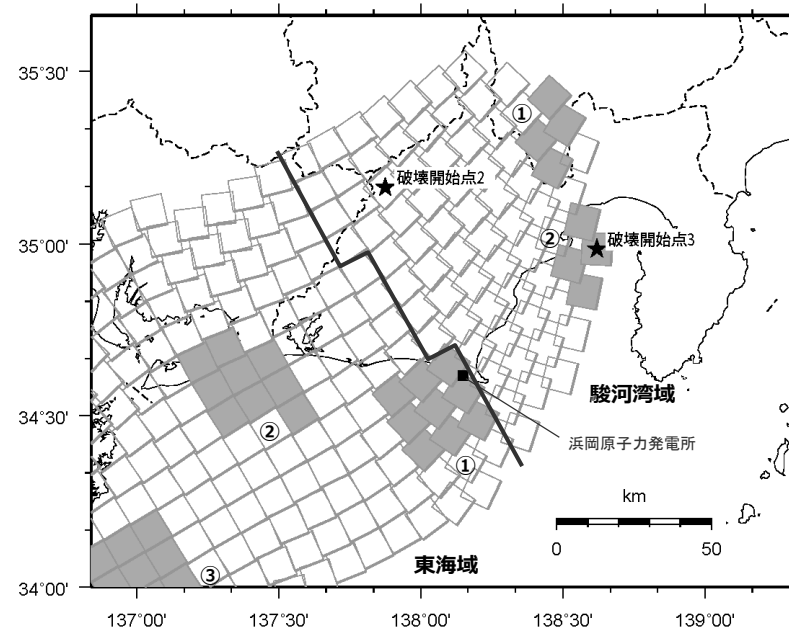 35°30'
①
破壊開始点2
35°00'
②
破壊開始点3
駿河湾域
34°30'
②
浜岡原子力発電所
①
km
0
50
東海域
③
34°00'
137°00'
137°30'
138°00'
138°30'
139°00'